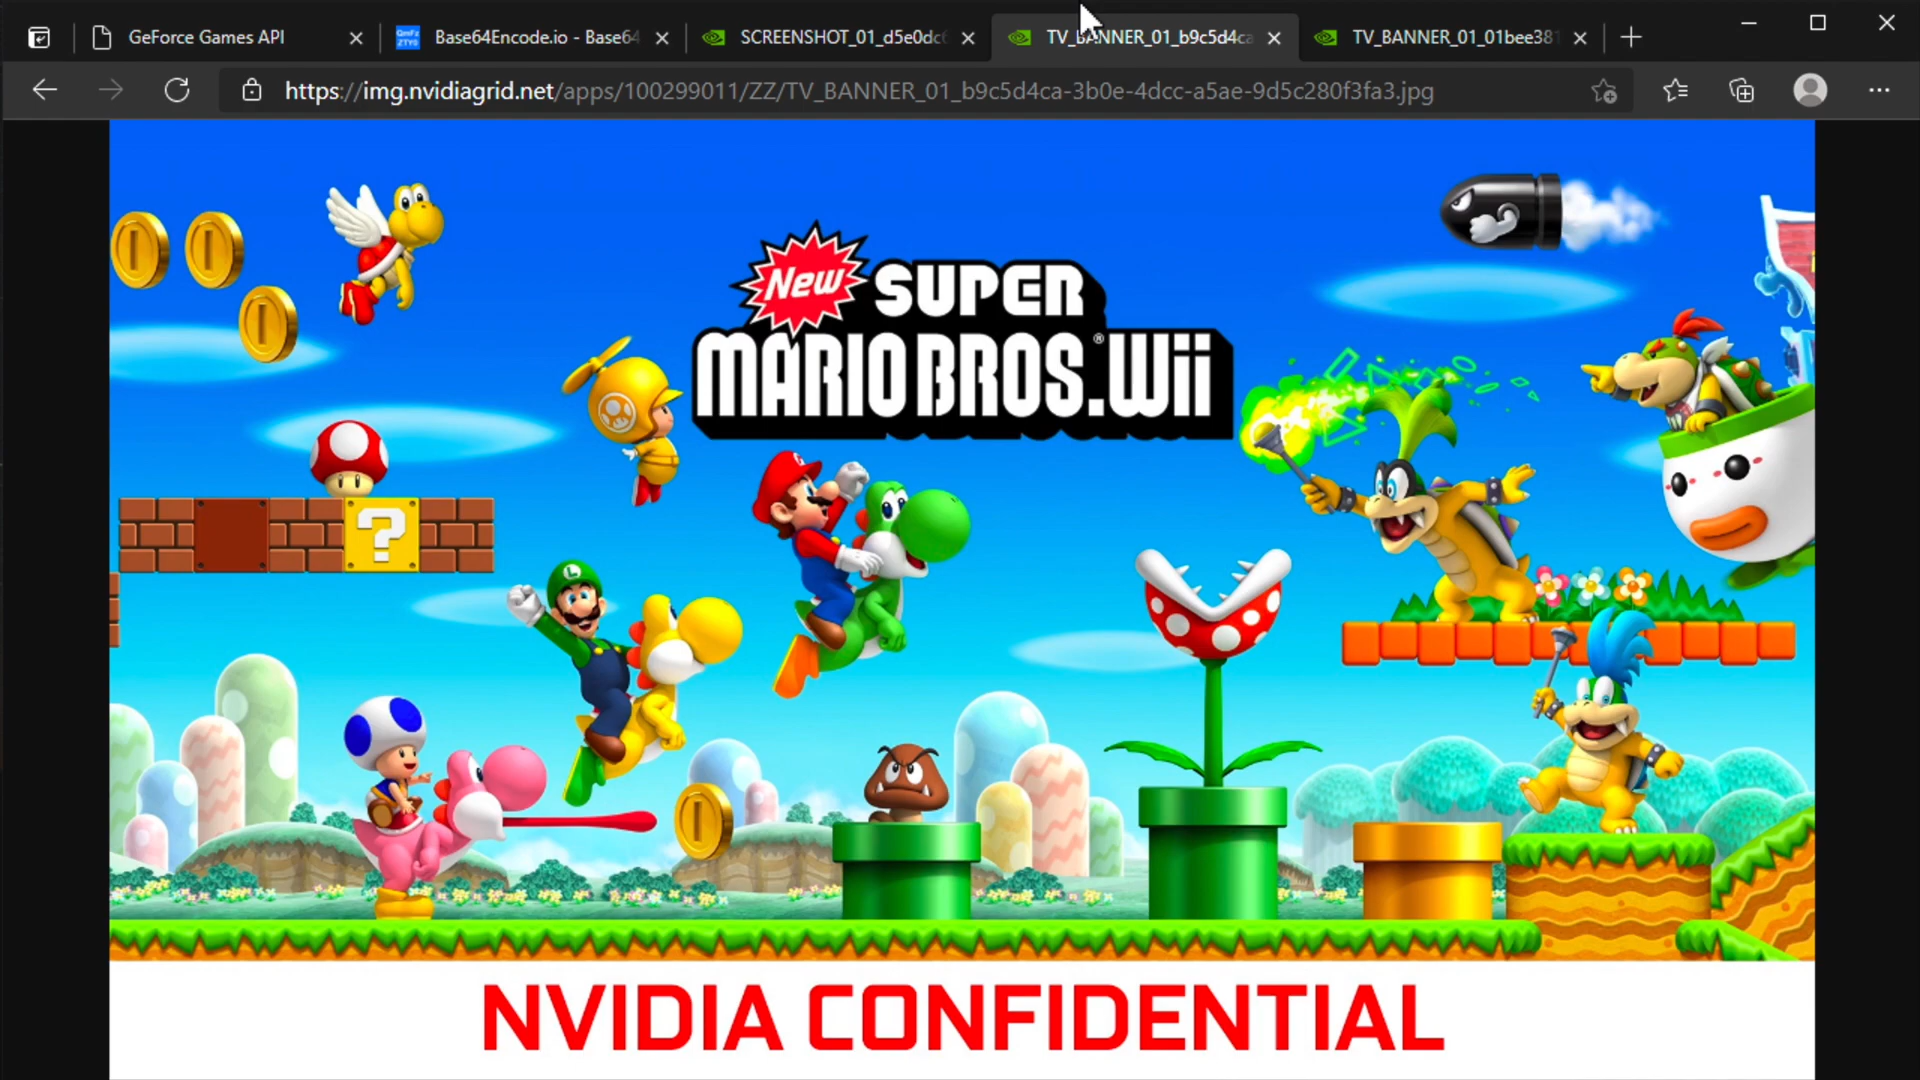 GeForce Games API
Base64Encode.io - Base64
SCREENSHOT_01_d5e0dc
TV_BANNER_01_b9c5d4ca
TV_BANNER_01_01bee381
https://img.nvidiagrid.net/apps/100299011/ZZ/TV_BANNER_01_b9c5d4ca-3b0e-4dcc-a5ae-9d5c280f3fa3.jpg
New SUPER
MARIO BROS.® Wii
?
L
NVIDIA CONFIDENTIAL